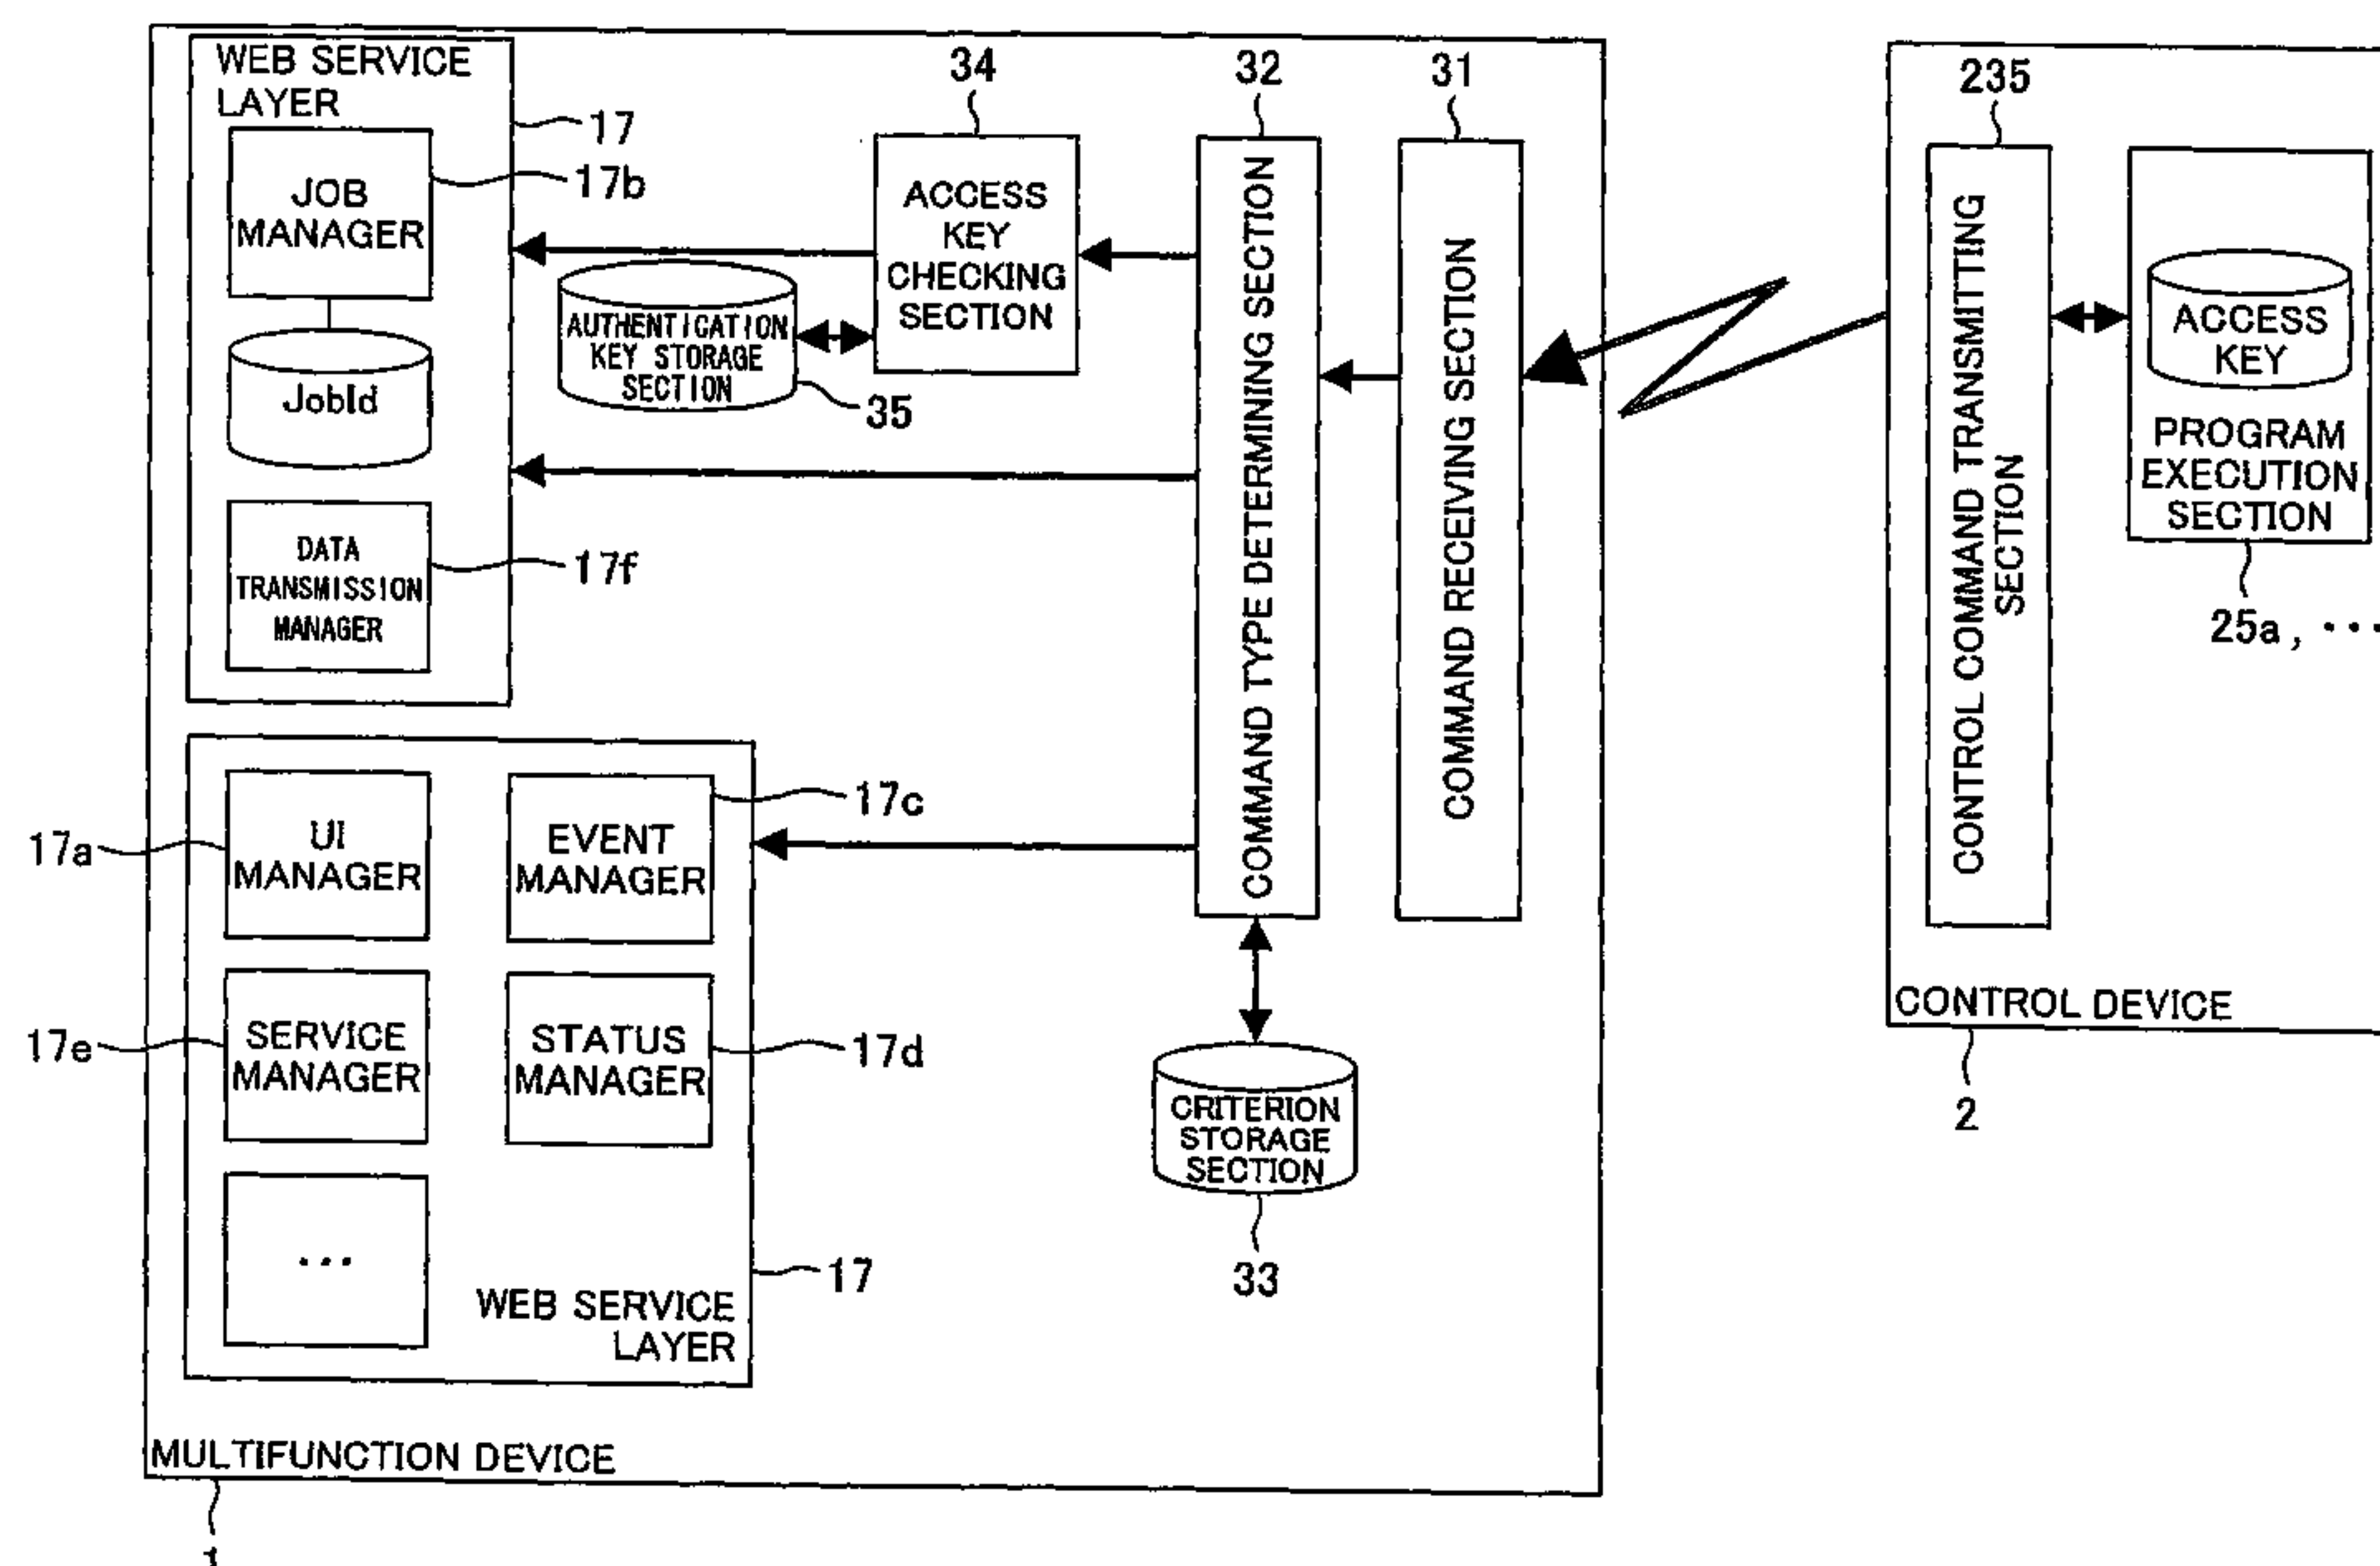 WEB SERVICE
LAYER
17
JOB
MANAGER
17b
JobId
DATA
TRANSMISSION
MANAGER
17f
34
ACCESS
KEY
CHECKING
SECTION
AUTHENTICATION
KEY STORAGE
SECTION
35
32
COMMAND TYPE DETERMINING SECTION
31
COMMAND RECEIVING SECTION
235
CONTROL COMMAND TRANSMITTING
SECTION
ACCESS
KEY
PROGRAM
EXECUTION
SECTION
25a, ···
CONTROL DEVICE
2
17a
UI
MANAGER
EVENT
MANAGER
17c
17e
SERVICE
MANAGER
STATUS
MANAGER
17d
...
WEB SERVICE
LAYER
17
CRITERION
STORAGE
SECTION
33
MULTIFUNCTION DEVICE
1